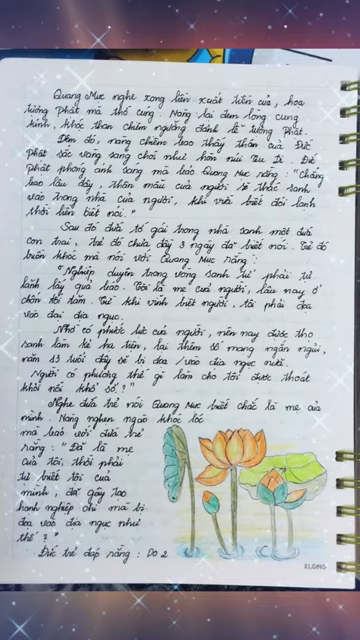 Quang Mục nghe xong liền xuất tiền của, họa
tượng Phật mà thờ cúng. Nàng lại đem lòng cung
kính, khóc than chiêm ngưỡng đảnh lễ tượng Phật.
Đêm đó, nàng chiêm bao thấy thân của Đức
Phật sắc vàng sáng chói như hòn núi Tu Di. Đức
Phật phóng ánh sáng mà bảo Quang Mục rằng: "Chẳng
bao lâu đây, thân mẫu của ngươi sẽ thác sanh
vào trong nhà của ngươi, khi vừa biết đói lạnh
thời liền biết nói."
Sau đó đứa tớ gái trong nhà sanh một đứa
con trai, trẻ đó chưa đầy 3 ngày đã biết nói. Trẻ đó
buồn khóc mà nói với Quang Mục rằng:
"Nghiệp duyên trong vòng sanh tử phải tự
lãnh lấy quả báo. Tôi là mẹ của ngươi, lâu nay ở
chốn tối tăm. Từ khi vĩnh biệt ngươi, tôi phải đọa
vào đại địa ngục.
Nhờ có phước lực của ngươi, nên nay được thọ
sanh làm kẻ hạ tiện, lại thêm số mạng ngắn ngủi,
năm 13 tuổi đây sẽ bị đọa vào địa ngục nữa.
Ngươi có phương thế gì làm cho tôi được thoát
khỏi nỗi khổ đó?"
Nghe đứa trẻ nói Quang Mục biết chắc là mẹ của
mình. Nàng nghẹn ngào khóc lóc
mà bảo với đứa trẻ
rằng: "Đã là mẹ
của tôi, thời phải
tự biết tội của
mình, đã gây tạo
hạnh nghiệp chi mà bị
đọa vào địa ngục như
thế?"
Đứa trẻ đáp rằng: Do 2
KLONG